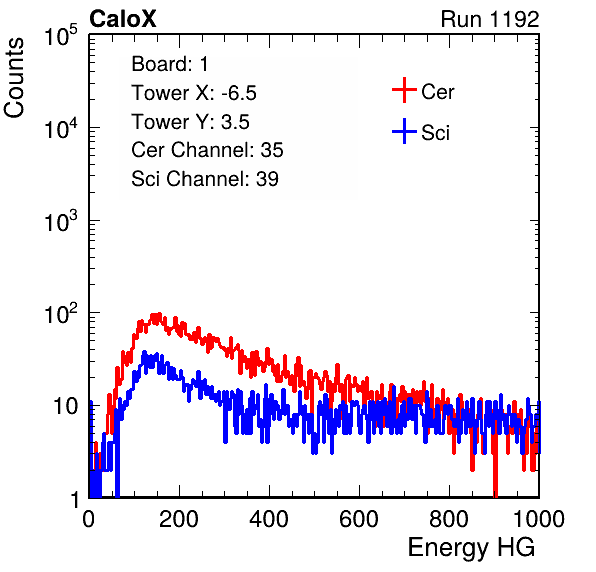 CaloX Run 1192
Counts
10^5
10^4
10^3
10^2
10
1
Board: 1
Tower X: -6.5
Tower Y: 3.5
Cer Channel: 35
Sci Channel: 39
Cer
Sci
0 200 400 600 800 1000
Energy HG